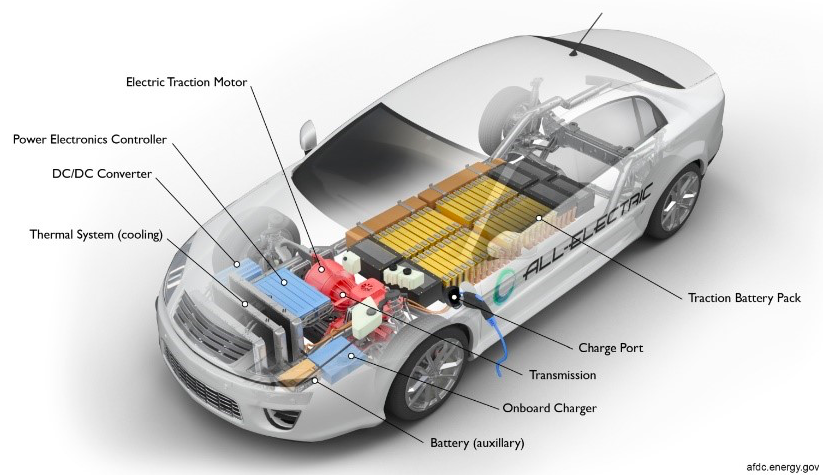 Electric Traction Motor
Power Electronics Controller
DC/DC Converter
Thermal System (cooling)
ALL-ELECTRIC
Traction Battery Pack
Charge Port
Transmission
Onboard Charger
Battery (auxillary)
afdc.energy.gov